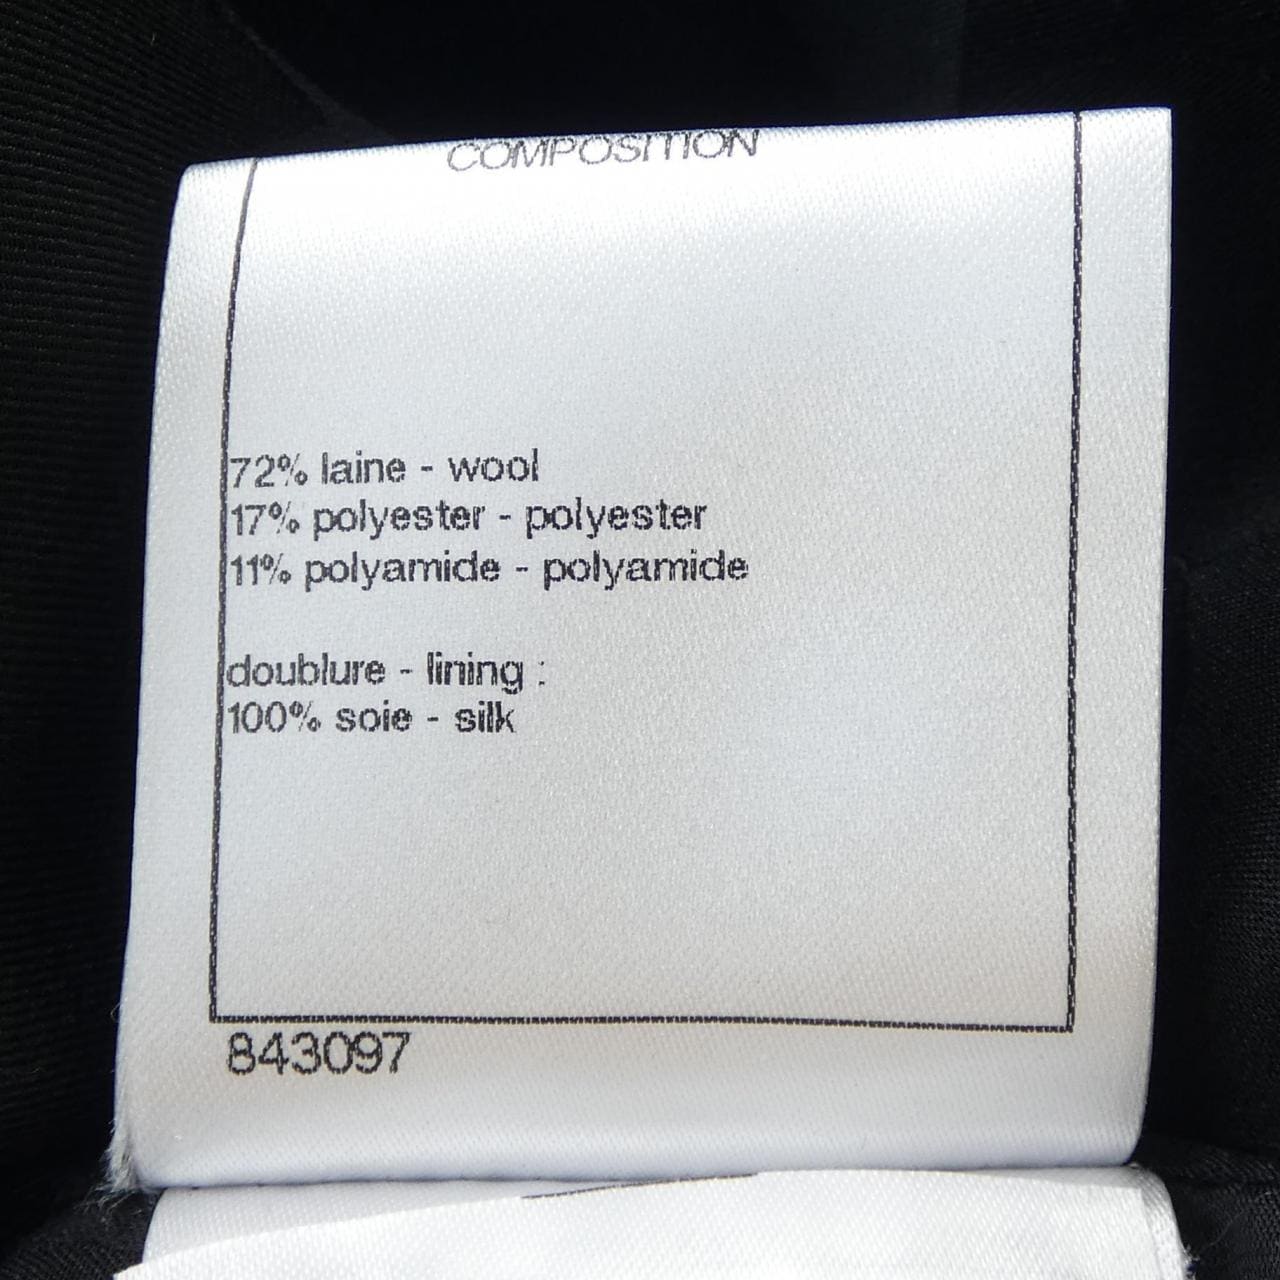 COMPOSITION
72% laine - wool
17% polyester - polyester
11% polyamide - polyamide
doublure - lining :
100% soie - silk
843097